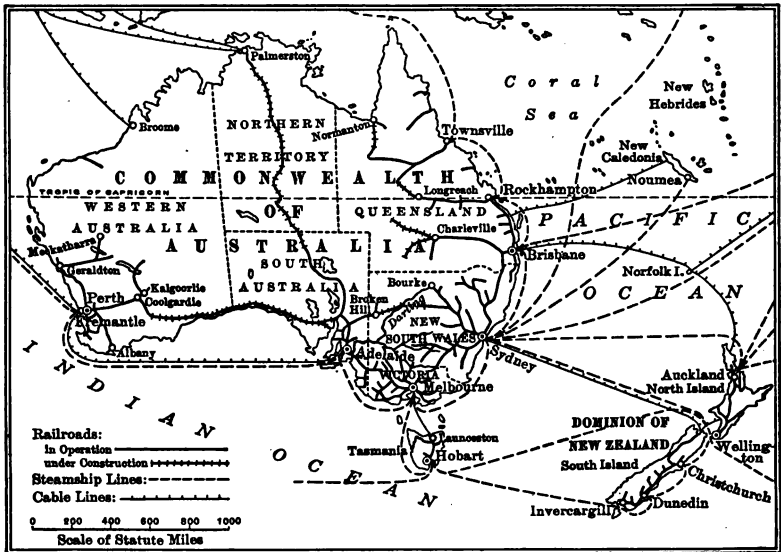 Palmerston
Coral
Sea
New
Hebrides
Broome
NORTHERN
TERRITORY
Normanton
Townsville
New
Caledonia
Noumea
COMMONWEALTH
TROPIC OF CAPRICORN
Longreach
Rockhampton
WESTERN
AUSTRALIA
OF
QUEENSLAND
PACIFIC
Meekatharra
AUSTRALIA
Charleville
Brisbane
Geraldton
SOUTH
AUSTRALIA
Norfolk I.
Kalgoorlie
Coolgardie
Bourke
OCEAN
Perth
Fremantle
Broken
Hill
Darling
NEW
SOUTH WALES
Sydney
Albany
Adelaide
VICTORIA
Melbourne
Auckland
North Island
INDIAN
OCEAN
Launceston
Tasmania
Hobart
DOMINION OF
NEW ZEALAND
South Island
Welling-
ton
Christchurch
Dunedin
Invercargill
Railroads:
in Operation
under Construction
Steamship Lines:
Cable Lines:
0 200 400 600 800 1000
Scale of Statute Miles